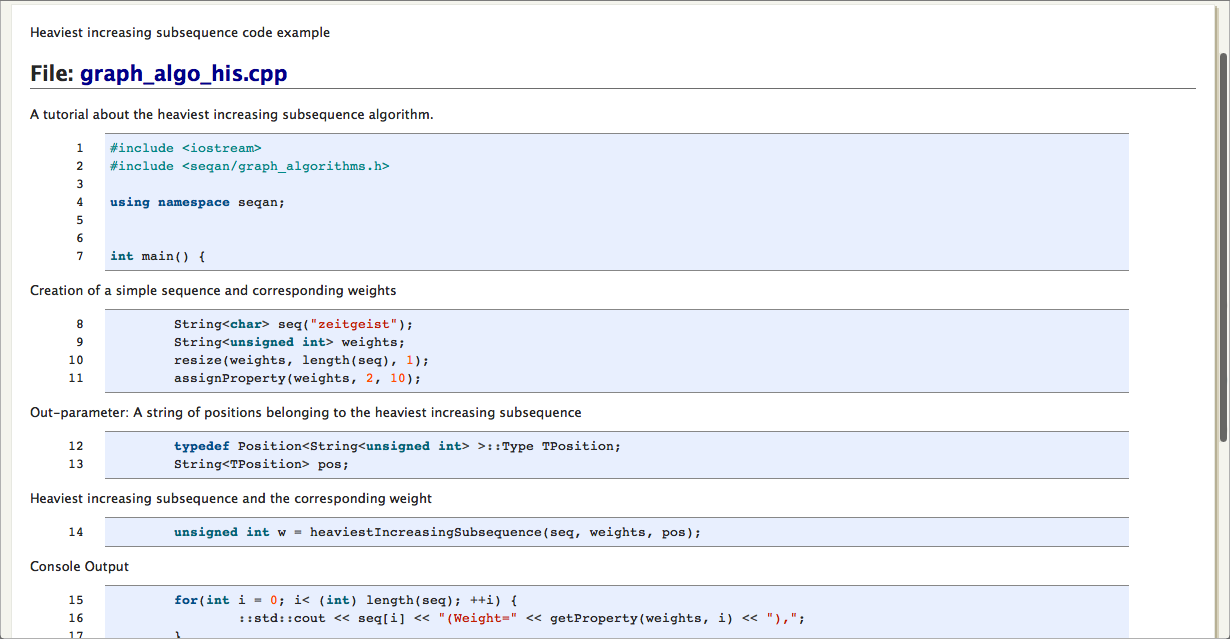 Heaviest increasing subsequence code example
File: graph_algo_his.cpp
A tutorial about the heaviest increasing subsequence algorithm.
1 #include <iostream>
2 #include <seqan/graph_algorithms.h>
3
4 using namespace seqan;
5
6
7 int main() {
Creation of a simple sequence and corresponding weights
8 String<char> seq("zeitgeist");
9 String<unsigned int> weights;
10 resize(weights, length(seq), 1);
11 assignProperty(weights, 2, 10);
Out-parameter: A string of positions belonging to the heaviest increasing subsequence
12 typedef Position<String<unsigned int> >::Type TPosition;
13 String<TPosition> pos;
Heaviest increasing subsequence and the corresponding weight
14 unsigned int w = heaviestIncreasingSubsequence(seq, weights, pos);
Console Output
15 for(int i = 0; i< (int) length(seq); ++i) {
16 ::std::cout << seq[i] << "(Weight=" << getProperty(weights, i) << "),";
17 }